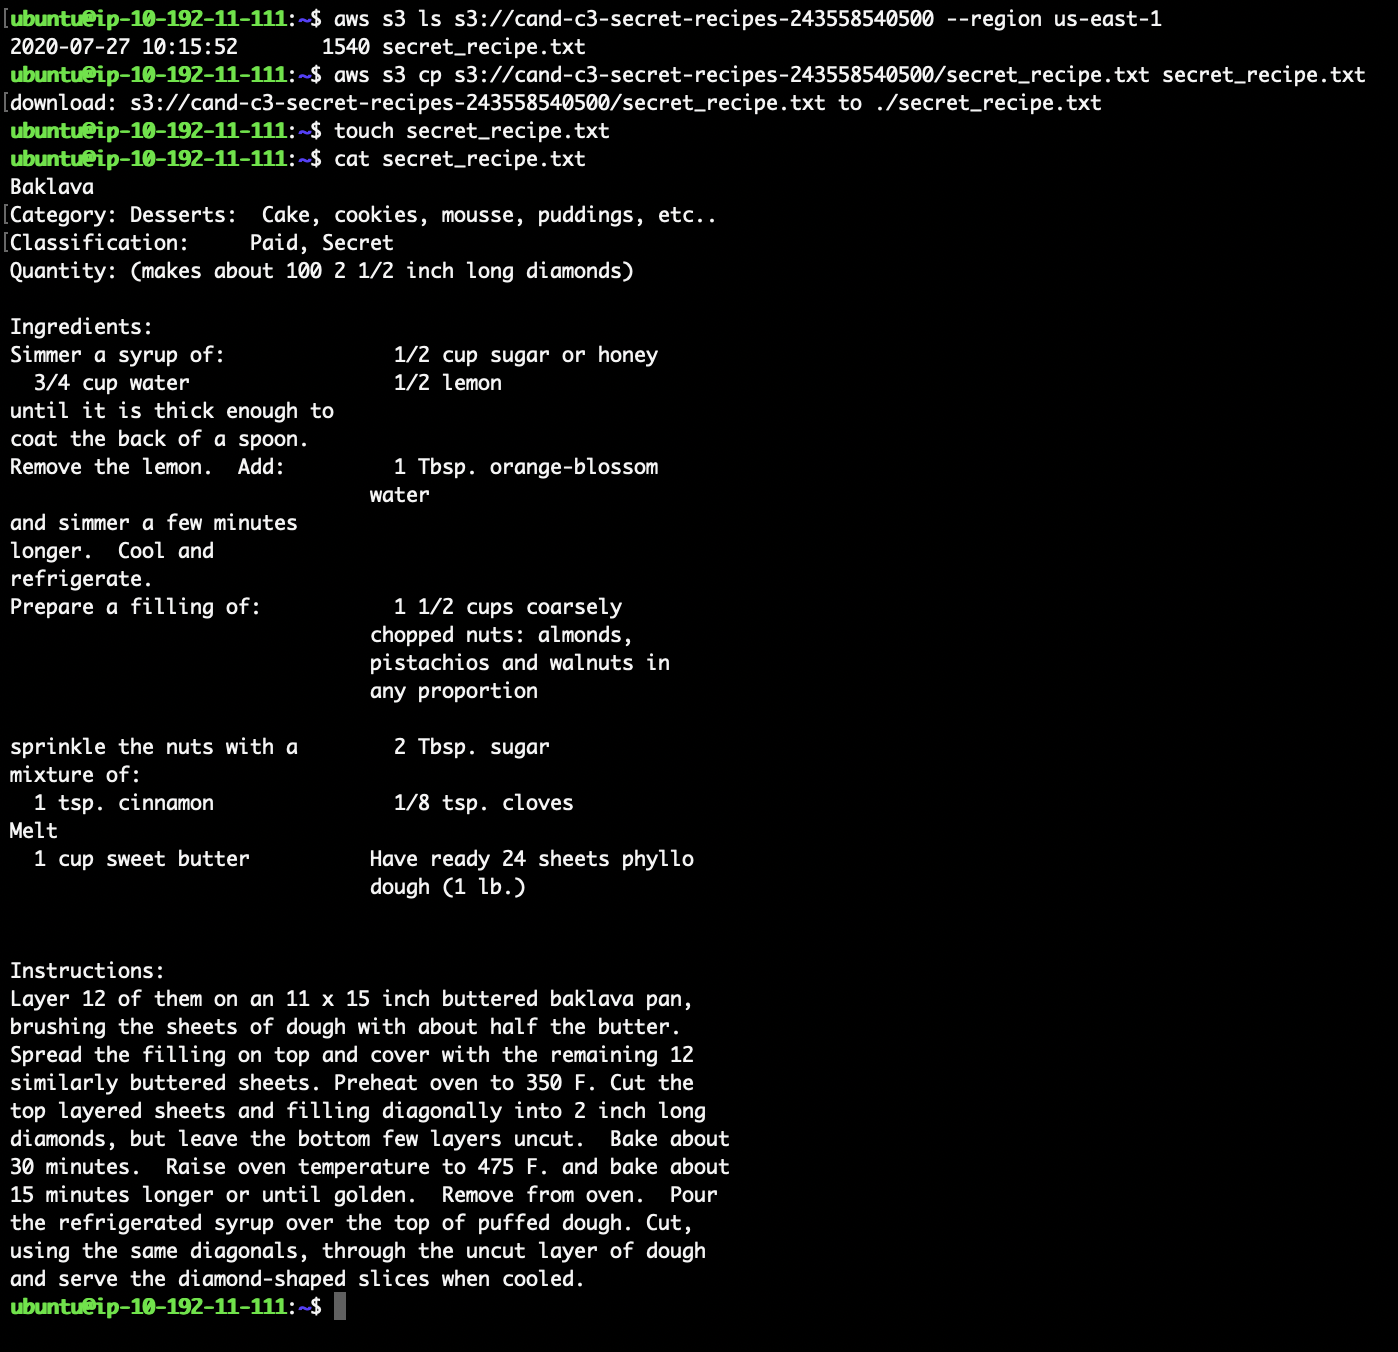 ubuntu@ip-10-192-11-111:~$ aws s3 ls s3://cand-c3-secret-recipes-243558540500 --region us-east-1
2020-07-27 10:15:52       1540 secret_recipe.txt
ubuntu@ip-10-192-11-111:~$ aws s3 cp s3://cand-c3-secret-recipes-243558540500/secret_recipe.txt secret_recipe.txt
download: s3://cand-c3-secret-recipes-243558540500/secret_recipe.txt to ./secret_recipe.txt
ubuntu@ip-10-192-11-111:~$ touch secret_recipe.txt
ubuntu@ip-10-192-11-111:~$ cat secret_recipe.txt
Baklava
Category: Desserts:  Cake, cookies, mousse, puddings, etc..
Classification:     Paid, Secret
Quantity: (makes about 100 2 1/2 inch long diamonds)

Ingredients:
Simmer a syrup of:              1/2 cup sugar or honey
  3/4 cup water                 1/2 lemon
until it is thick enough to
coat the back of a spoon.
Remove the lemon.  Add:         1 Tbsp. orange-blossom
                              water
and simmer a few minutes
longer.  Cool and
refrigerate.
Prepare a filling of:           1 1/2 cups coarsely
                              chopped nuts: almonds,
                              pistachios and walnuts in
                              any proportion

sprinkle the nuts with a        2 Tbsp. sugar
mixture of:
  1 tsp. cinnamon               1/8 tsp. cloves
Melt
  1 cup sweet butter          Have ready 24 sheets phyllo
                              dough (1 lb.)

Instructions:
Layer 12 of them on an 11 x 15 inch buttered baklava pan,
brushing the sheets of dough with about half the butter.
Spread the filling on top and cover with the remaining 12
similarly buttered sheets. Preheat oven to 350 F. Cut the
top layered sheets and filling diagonally into 2 inch long
diamonds, but leave the bottom few layers uncut.  Bake about
30 minutes.  Raise oven temperature to 475 F. and bake about
15 minutes longer or until golden.  Remove from oven.  Pour
the refrigerated syrup over the top of puffed dough. Cut,
using the same diagonals, through the uncut layer of dough
and serve the diamond-shaped slices when cooled.
ubuntu@ip-10-192-11-111:~$